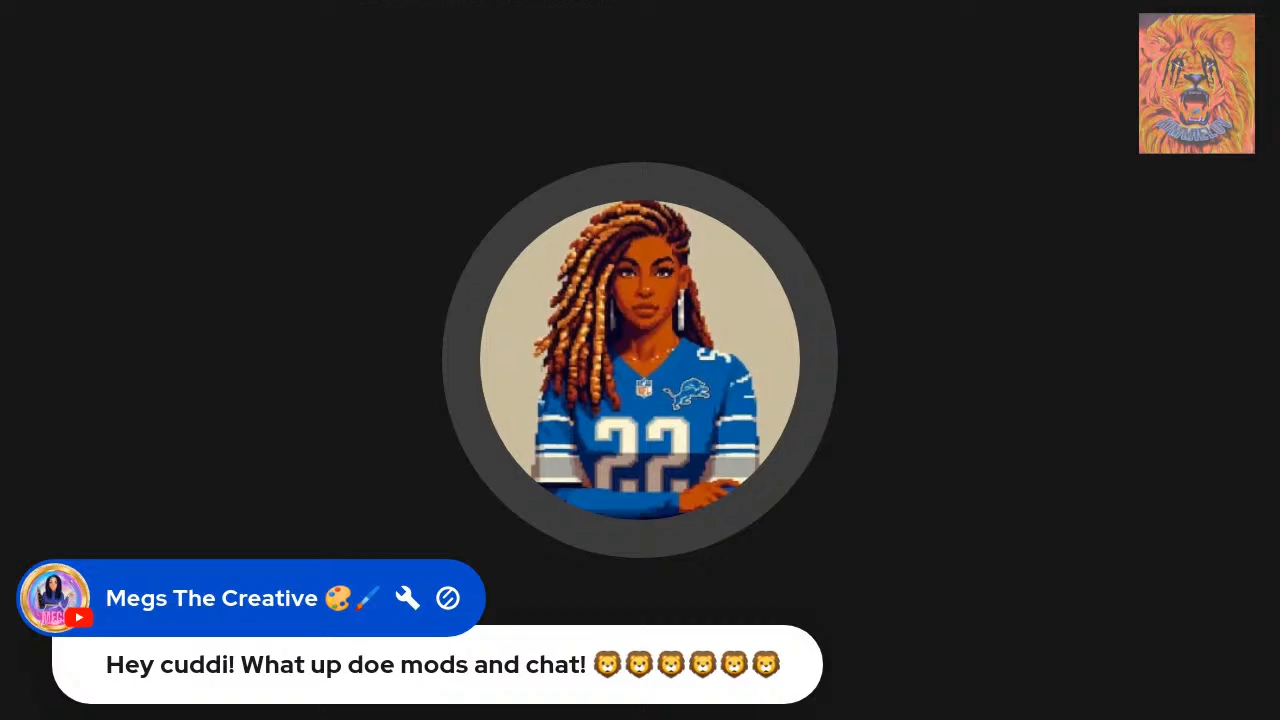 22
Megs The Creative 🎨🖌️
Hey cuddi! What up doe mods and chat! 🦁🦁🦁🦁🦁🦁